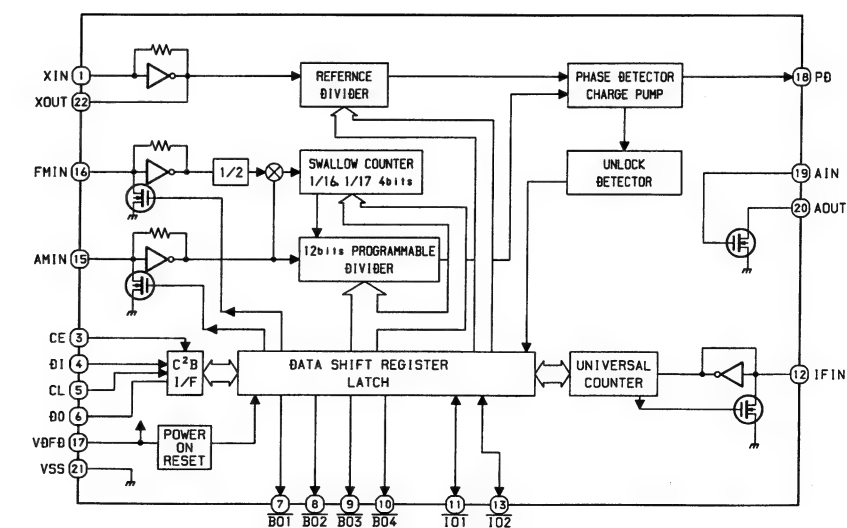 XIN 1
XOUT 22
REFERNCE
DIVIDER
PHASE DETECTOR
CHARGE PUMP
18 PD
FMIN 16
1/2
SWALLOW COUNTER
1/16, 1/17 4bits
UNLOCK
DETECTOR
19 AIN
20 AOUT
AMIN 15
12bits PROGRAMMABLE
DIVIDER
CE 3
DI 4
CL 5
DO 6
C²B
I/F
DATA SHIFT REGISTER
LATCH
UNIVERSAL
COUNTER
12 IFIN
VDFD 17
POWER
ON
RESET
VSS 21
7 8 9 10 11 13
BO1 BO2 BO3 BO4 IO1 IO2